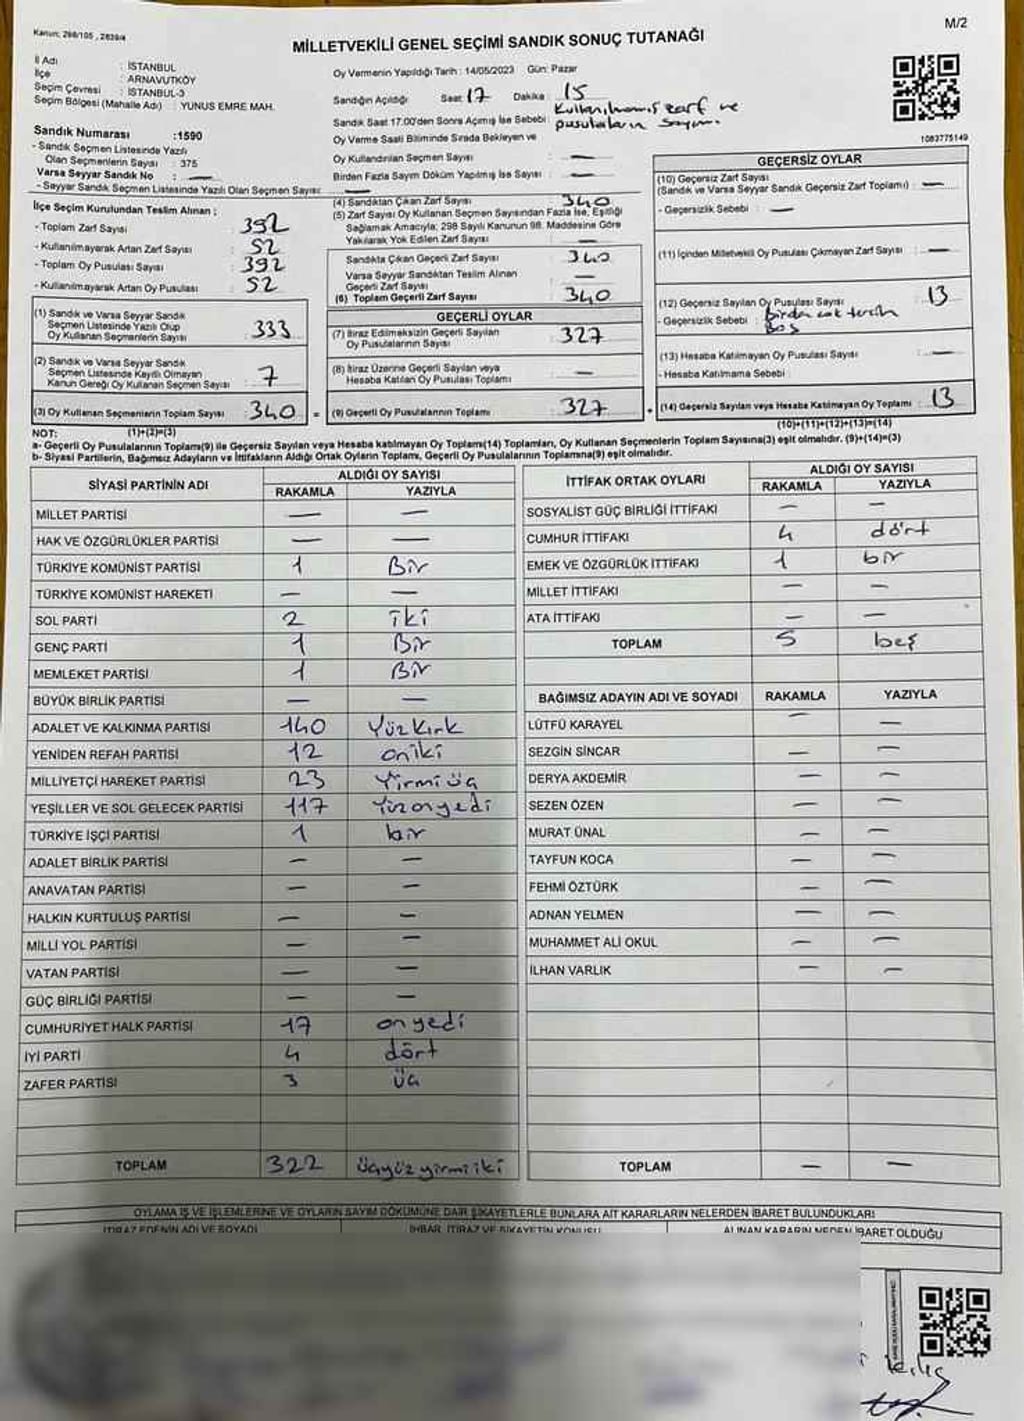 Kanun: 298/105 , 2839/4
M/2
MİLLETVEKİLİ GENEL SEÇİMİ SANDIK SONUÇ TUTANAĞI
İl Adı : İSTANBUL
İlçe : ARNAVUTKÖY
Seçim Çevresi : İSTANBUL-3
Seçim Bölgesi (Mahalle Adı) : YUNUS EMRE MAH.
Sandık Numarası :1590
- Sandık Seçmen Listesinde Yazılı
Olan Seçmenlerin Sayısı : 375
Varsa Seyyar Sandık No : —
- Seyyar Sandık Seçmen Listesinde Yazılı Olan Seçmen Sayısı: —
Oy Vermenin Yapıldığı Tarih : 14/05/2023 Gün: Pazar
Sandığın Açıldığı Saat: 17 Dakika : 15
Sandık Saat 17.00'den Sonra Açılmış İse Sebebi: Kullanılmamış zarf ve
pusulaların sayımı.
Oy Verme Saati Bitiminde Sırada Bekleyen ve
Oy Kullandırılan Seçmen Sayısı : —
Birden Fazla Sayım Döküm Yapılmış İse Sayısı : —
1083775149
İlçe Seçim Kurulundan Teslim Alınan ;
- Toplam Zarf Sayısı : 392
- Kullanılmayarak Artan Zarf Sayısı : 52
- Toplam Oy Pusulası Sayısı : 392
- Kullanılmayarak Artan Oy Pusulası : 52
(4) Sandıktan Çıkan Zarf Sayısı : 340
(5) Zarf Sayısı Oy Kullanan Seçmen Sayısından Fazla İse, Eşitliği
Sağlamak Amacıyla; 298 Sayılı Kanunun 98. Maddesine Göre
Yakılarak Yok Edilen Zarf Sayısı : —
Sandıkta Çıkan Geçerli Zarf Sayısı : 340
Varsa Seyyar Sandıktan Teslim Alınan
Geçerli Zarf Sayısı : —
(6) Toplam Geçerli Zarf Sayısı : 340
GEÇERSİZ OYLAR
(10) Geçersiz Zarf Sayısı
(Sandık ve Varsa Seyyar Sandık Geçersiz Zarf Toplamı) : —
- Geçersizlik Sebebi : —
(11) İçinden Milletvekili Oy Pusulası Çıkmayan Zarf Sayısı : —
(12) Geçersiz Sayılan Oy Pusulası Sayısı : 13
- Geçersizlik Sebebi : Birden çok tercih
Boş
(13) Hesaba Katılmayan Oy Pusulası Sayısı : —
- Hesaba Katılmama Sebebi :
(14) Geçersiz Sayılan veya Hesaba Katılmayan Oy Toplamı : 13
(10)+(11)+(12)+(13)=(14)
(1) Sandık ve Varsa Seyyar Sandık
Seçmen Listesinde Yazılı Olup
Oy Kullanan Seçmenlerin Sayısı : 333
(2) Sandık ve Varsa Seyyar Sandık
Seçmen Listesinde Kayıtlı Olmayan
Kanun Gereği Oy Kullanan Seçmen Sayısı : 7
(3) Oy Kullanan Seçmenlerin Toplam Sayısı : 340 =
(1)+(2)=(3)
GEÇERLİ OYLAR
(7) İtiraz Edilmeksizin Geçerli Sayılan
Oy Pusulalarının Sayısı : 327
(8) İtiraz Üzerine Geçerli Sayılan veya
Hesaba Katılan Oy Pusulası Toplamı : —
(9) Geçerli Oy Pusulalarının Toplamı : 327 +
NOT:
a- Geçerli Oy Pusulalarının Toplamı(9) ile Geçersiz Sayılan veya Hesaba katılmayan Oy Toplamı(14) Toplamları, Oy Kullanan Seçmenlerin Toplam Sayısına(3) eşit olmalıdır. (9)+(14)=(3)
b- Siyasi Partilerin, Bağımsız Adayların ve İttifakların Aldığı Ortak Oyların Toplamı, Geçerli Oy Pusulalarının Toplamına(9) eşit olmalıdır.
SİYASİ PARTİNİN ADI ALDIĞI OY SAYISI
RAKAMLA YAZIYLA
MİLLET PARTİSİ — —
HAK VE ÖZGÜRLÜKLER PARTİSİ — —
TÜRKİYE KOMÜNİST PARTİSİ 1 Bir
TÜRKİYE KOMÜNİST HAREKETİ — —
SOL PARTİ 2 iki
GENÇ PARTİ 1 Bir
MEMLEKET PARTİSİ 1 Bir
BÜYÜK BİRLİK PARTİSİ — —
ADALET VE KALKINMA PARTİSİ 140 Yüzkırk
YENİDEN REFAH PARTİSİ 12 oniki
MİLLİYETÇİ HAREKET PARTİSİ 23 Yirmiüç
YEŞİLLER VE SOL GELECEK PARTİSİ 117 Yüzonyedi
TÜRKİYE İŞÇİ PARTİSİ 1 bir
ADALET BİRLİK PARTİSİ — —
ANAVATAN PARTİSİ — —
HALKIN KURTULUŞ PARTİSİ — —
MİLLİ YOL PARTİSİ — —
VATAN PARTİSİ — —
GÜÇ BİRLİĞİ PARTİSİ — —
CUMHURİYET HALK PARTİSİ 17 onyedi
İYİ PARTİ 4 dört
ZAFER PARTİSİ 3 üç
TOPLAM 322 üçyüzyirmiiki
İTTİFAK ORTAK OYLARI ALDIĞI OY SAYISI
RAKAMLA YAZIYLA
SOSYALİST GÜÇ BİRLİĞİ İTTİFAKI — —
CUMHUR İTTİFAKI 4 dört
EMEK VE ÖZGÜRLÜK İTTİFAKI 1 bir
MİLLET İTTİFAKI — —
ATA İTTİFAKI — —
TOPLAM 5 beş
BAĞIMSIZ ADAYIN ADI VE SOYADI RAKAMLA YAZIYLA
LÜTFÜ KARAYEL — —
SEZGİN SİNCAR — —
DERYA AKDEMİR — —
SEZEN ÖZEN — —
MURAT ÜNAL — —
TAYFUN KOCA — —
FEHMİ ÖZTÜRK — —
ADNAN YELMEN — —
MUHAMMET ALİ OKUL — —
İLHAN VARLIK — —
TOPLAM — —
OYLAMA İŞ VE İŞLEMLERİNE VE OYLARIN SAYIM DÖKÜMÜNE DAİR ŞİKAYETLERLE BUNLARA AİT KARARLARIN NELERDEN İBARET BULUNDUKLARI
İTİRAZ EDENİN ADI VE SOYADI İHBAR, İTİRAZ VE ŞİKAYETİN KONUSU ALINAN KARARIN NEDEN İBARET OLDUĞU